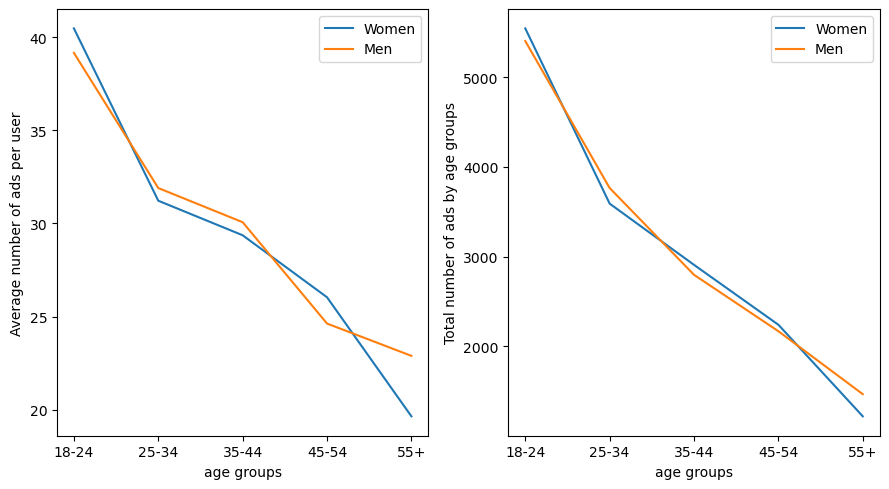 Women
Men
40
35
30
25
20
Average number of ads per user
18-24
25-34
35-44
45-54
55+
age groups
Women
Men
5000
4000
3000
2000
Total number of ads by age groups
18-24
25-34
35-44
45-54
55+
age groups